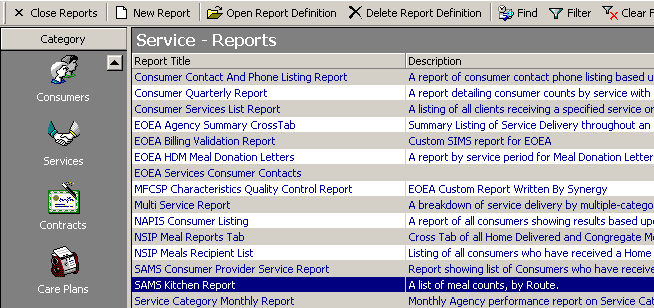 Close Reports New Report Open Report Definition Delete Report Definition Find Filter Clear F
Category
Consumers
Services
Contracts
Care Plans
Service - Reports
Report Title Description
Consumer Contact And Phone Listing Report A report of consumer contact phone listing based u
Consumer Quarterly Report A report detailing consumer counts by service with
Consumer Services List Report A listing of all clients receiving a specified service or
EOEA Agency Summary CrossTab Summary Listing of Service Delivery throughout an
EOEA Billing Validation Report Custom SIMS report for EOEA
EOEA HDM Meal Donation Letters A report by service period for Meal Donation Letter
EOEA Services Consumer Contacts
MFCSP Characteristics Quality Control Report EOEA Custom Report Written By Synergy
Multi Service Report A breakdown of service delivery by multiple-catego
NAPIS Consumer Listing A report of all consumers showing results based upo
NSIP Meal Reports Tab Cross Tab of all Home Delivered and Congregate M
NSIP Meals Recipient List Listing of all consumers who have received a Home
SAMS Consumer Provider Service Report Report showing list of Consumers who have receive
SAMS Kitchen Report A list of meal counts, by Route.
Service Category Monthly Report Monthly Agency performance report on Service Cat